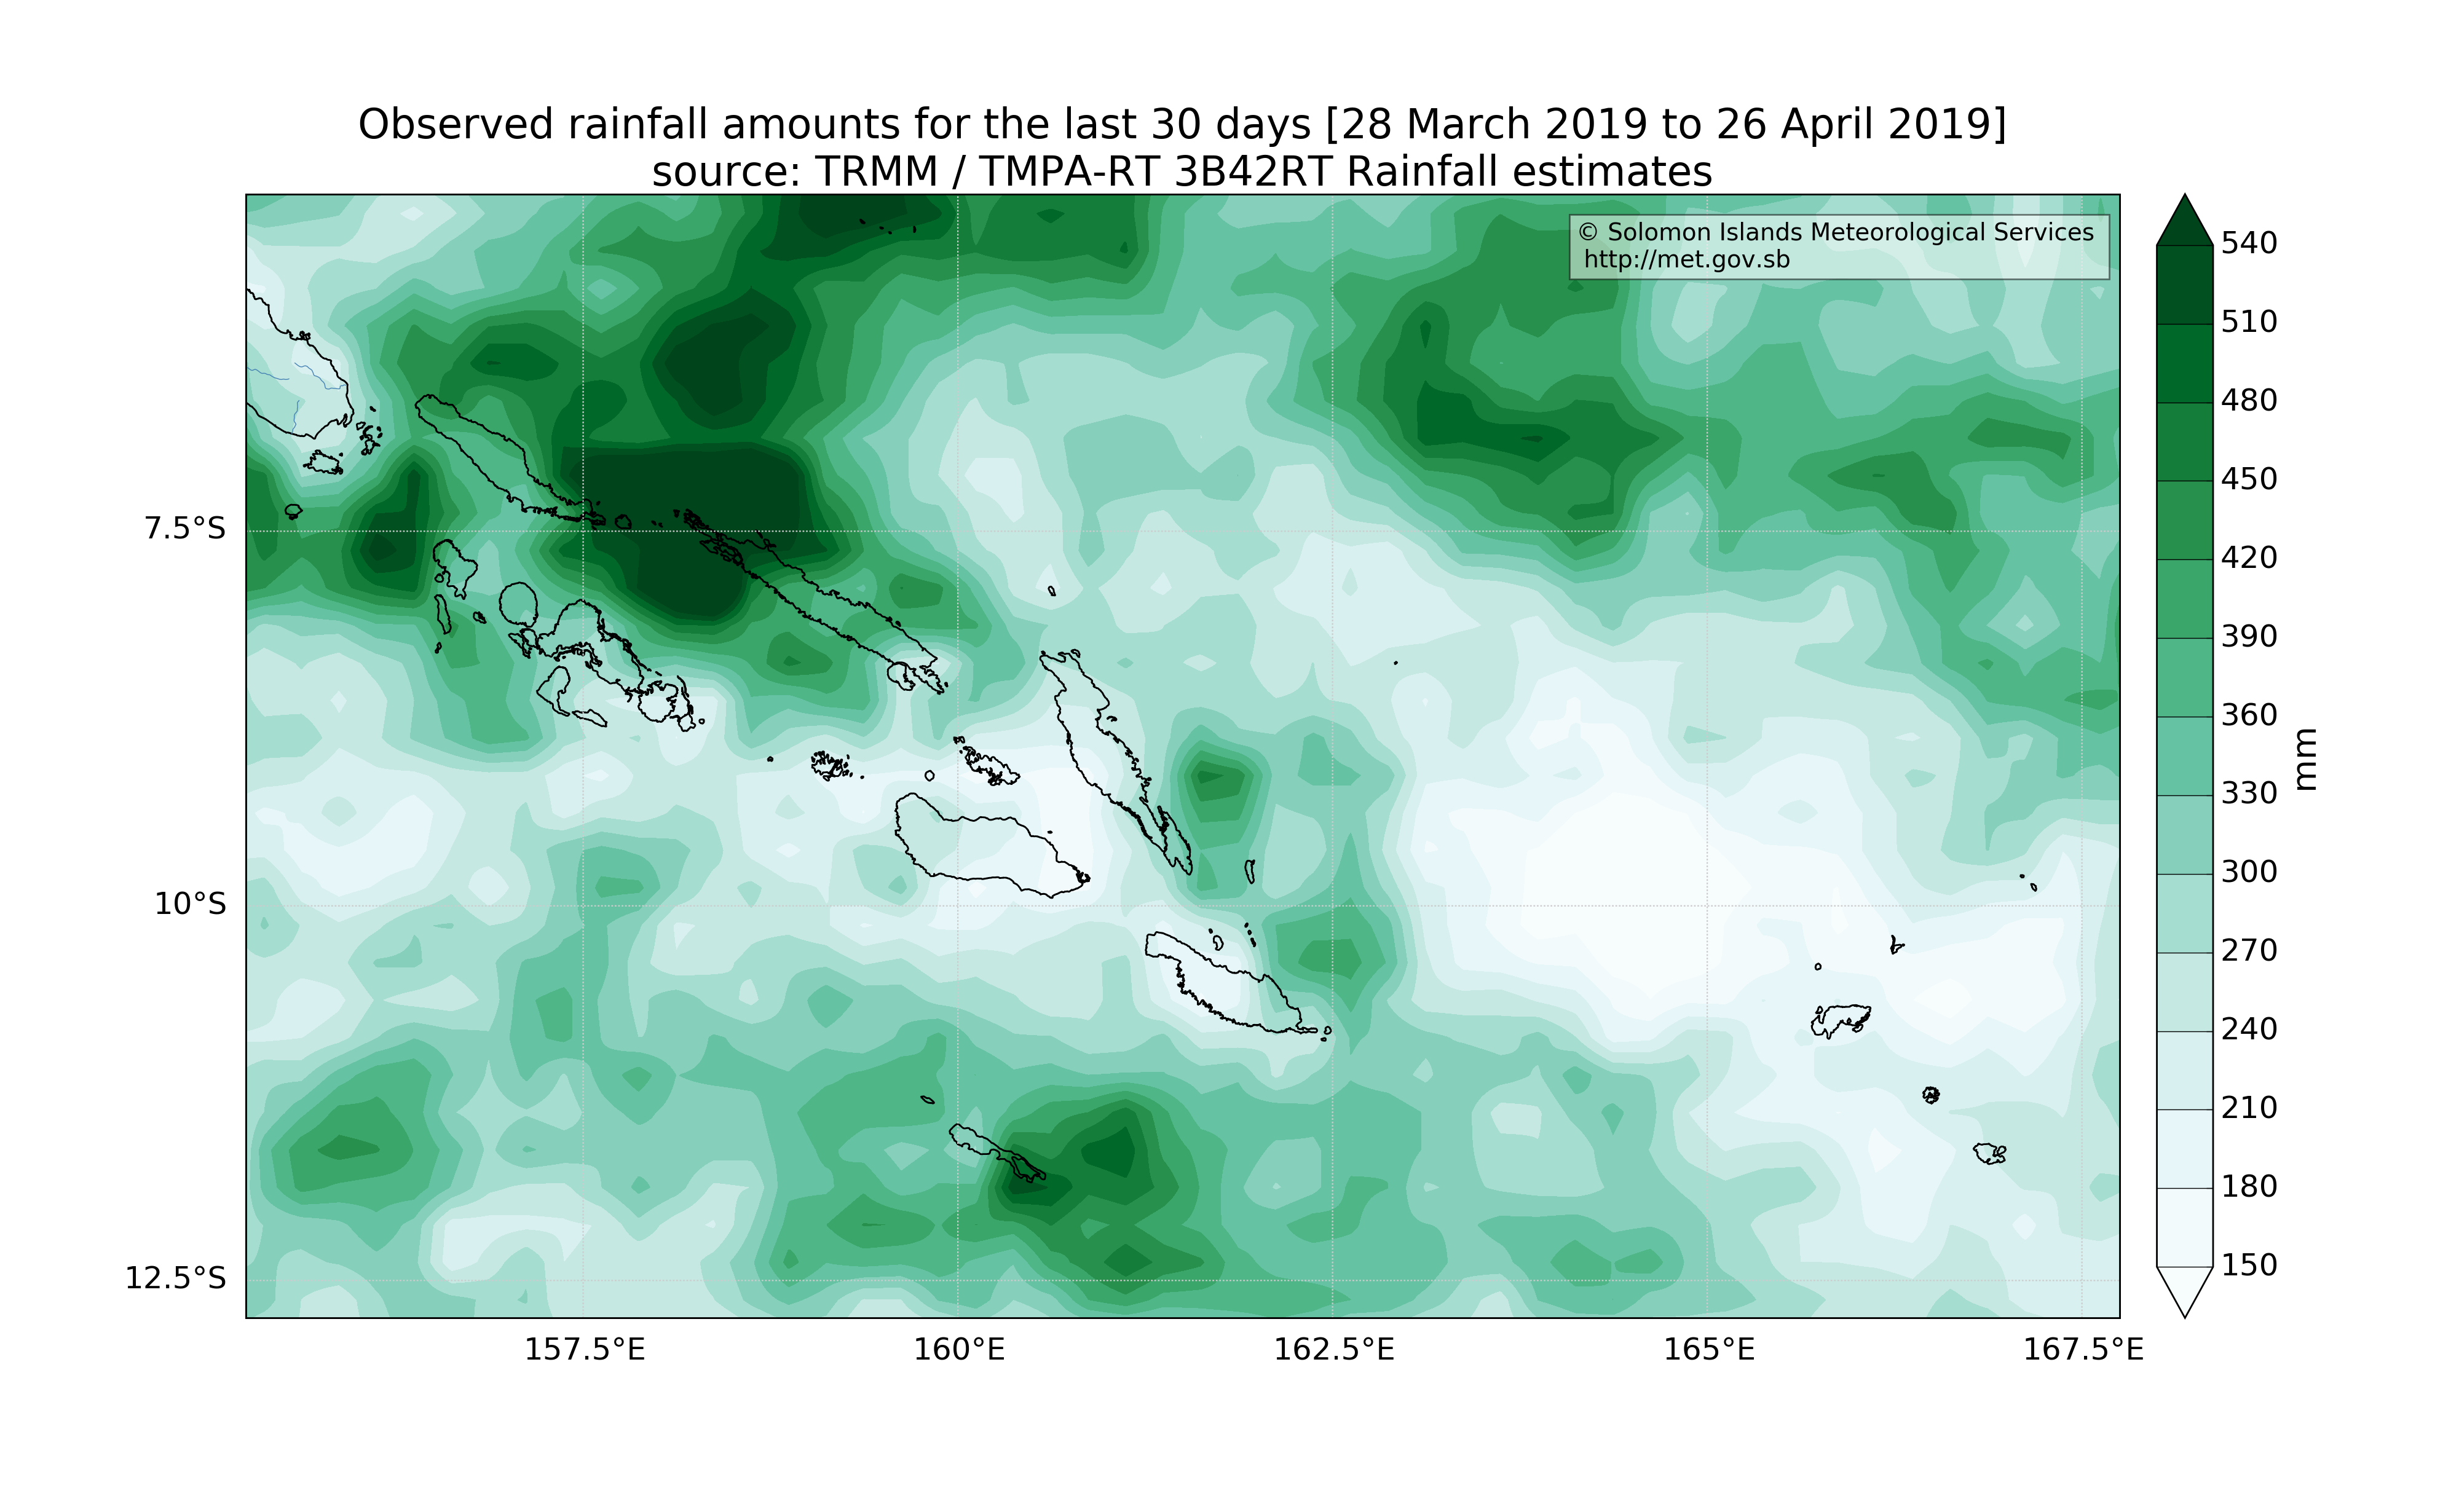 Observed rainfall amounts for the last 30 days [28 March 2019 to 26 April 2019]
source: TRMM / TMPA-RT 3B42RT Rainfall estimates
© Solomon Islands Meteorological Services
http://met.gov.sb
7.5°S
10°S
12.5°S
157.5°E
160°E
162.5°E
165°E
167.5°E
540
510
480
450
420
390
360
330
300
270
240
210
180
150
mm